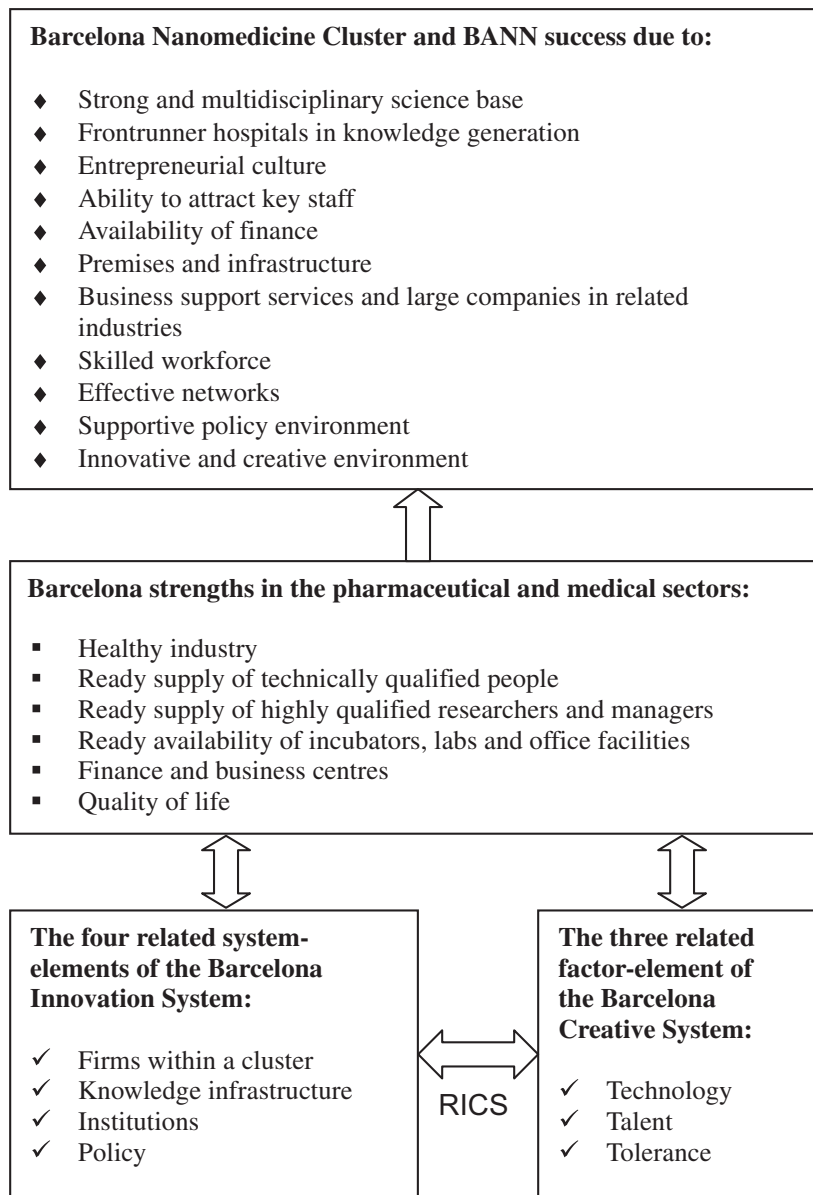 Barcelona Nanomedicine Cluster and BANN success due to:
♦ Strong and multidisciplinary science base
♦ Frontrunner hospitals in knowledge generation
♦ Entrepreneurial culture
♦ Ability to attract key staff
♦ Availability of finance
♦ Premises and infrastructure
♦ Business support services and large companies in related
industries
♦ Skilled workforce
♦ Effective networks
♦ Supportive policy environment
♦ Innovative and creative environment
Barcelona strengths in the pharmaceutical and medical sectors:
▪ Healthy industry
▪ Ready supply of technically qualified people
▪ Ready supply of highly qualified researchers and managers
▪ Ready availability of incubators, labs and office facilities
▪ Finance and business centres
▪ Quality of life
The four related system-
elements of the Barcelona
Innovation System:
✓ Firms within a cluster
✓ Knowledge infrastructure
✓ Institutions
✓ Policy
RICS
The three related
factor-element of
the Barcelona
Creative System:
✓ Technology
✓ Talent
✓ Tolerance